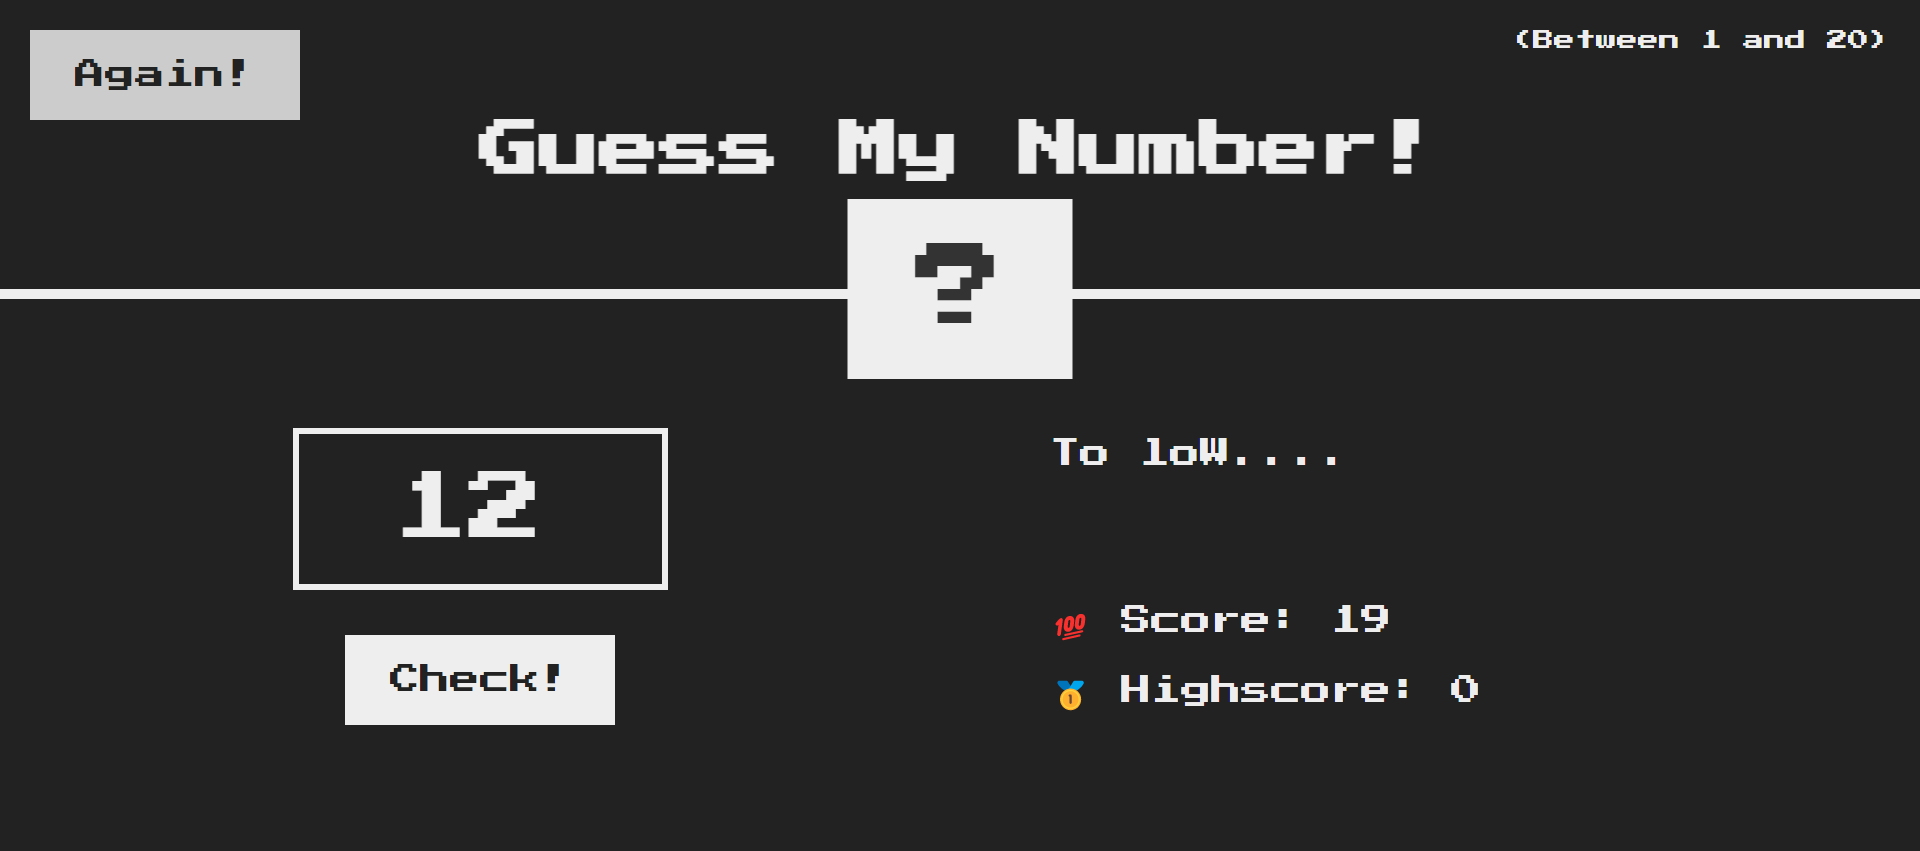 Again!
(Between 1 and 20)
Guess My Number!
?
12
Check!
To loW....
💯 Score: 19
🥇 Highscore: 0